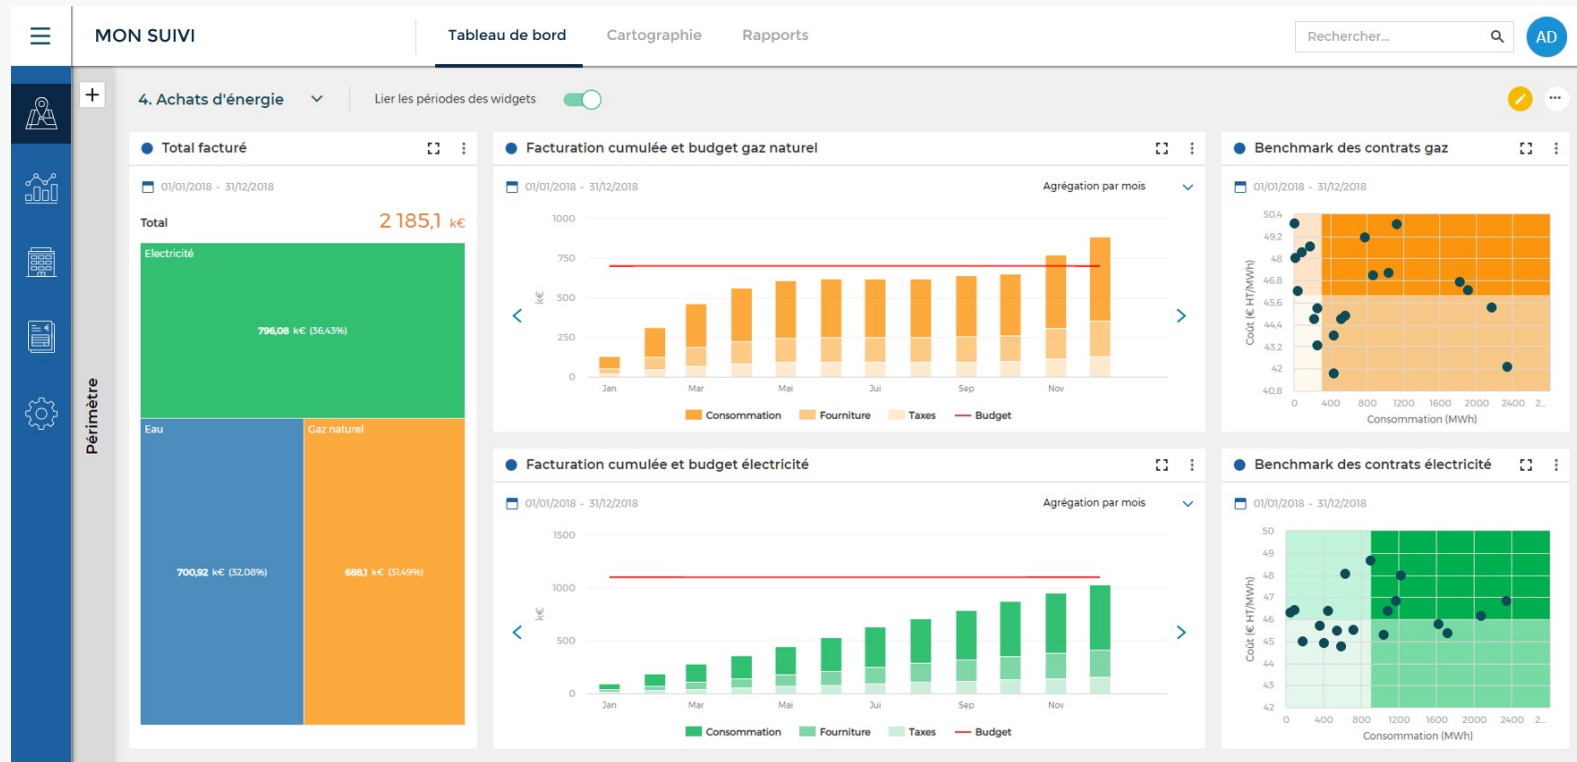 MON SUIVI
Tableau de bord
Cartographie
Rapports
Rechercher...
AD
Périmètre
4. Achats d'énergie
Lier les périodes des widgets
Total facturé
01/01/2018 - 31/12/2018
Total
2 185,1 k€
Electricité
796,08 k€ (36,43%)
Eau
700,92 k€ (32,08%)
Gaz naturel
688,1 k€ (31,49%)
Facturation cumulée et budget gaz naturel
01/01/2018 - 31/12/2018
Agrégation par mois
k€
1000
750
500
250
0
Jan Mar Mai Jui Sep Nov
Consommation Fourniture Taxes Budget
Benchmark des contrats gaz
01/01/2018 - 31/12/2018
Coût (€ HT/MWh)
50,4
49,2
48
46,8
45,6
44,4
43,2
42
40,8
0 400 800 1200 1600 2000 2400 2...
Consommation (MWh)
Facturation cumulée et budget électricité
01/01/2018 - 31/12/2018
Agrégation par mois
k€
1500
1000
500
0
Jan Mar Mai Jui Sep Nov
Consommation Fourniture Taxes Budget
Benchmark des contrats électricité
01/01/2018 - 31/12/2018
Coût (€ HT/MWh)
50
49
48
47
46
45
44
43
42
0 400 800 1200 1600 2000 2400 2...
Consommation (MWh)